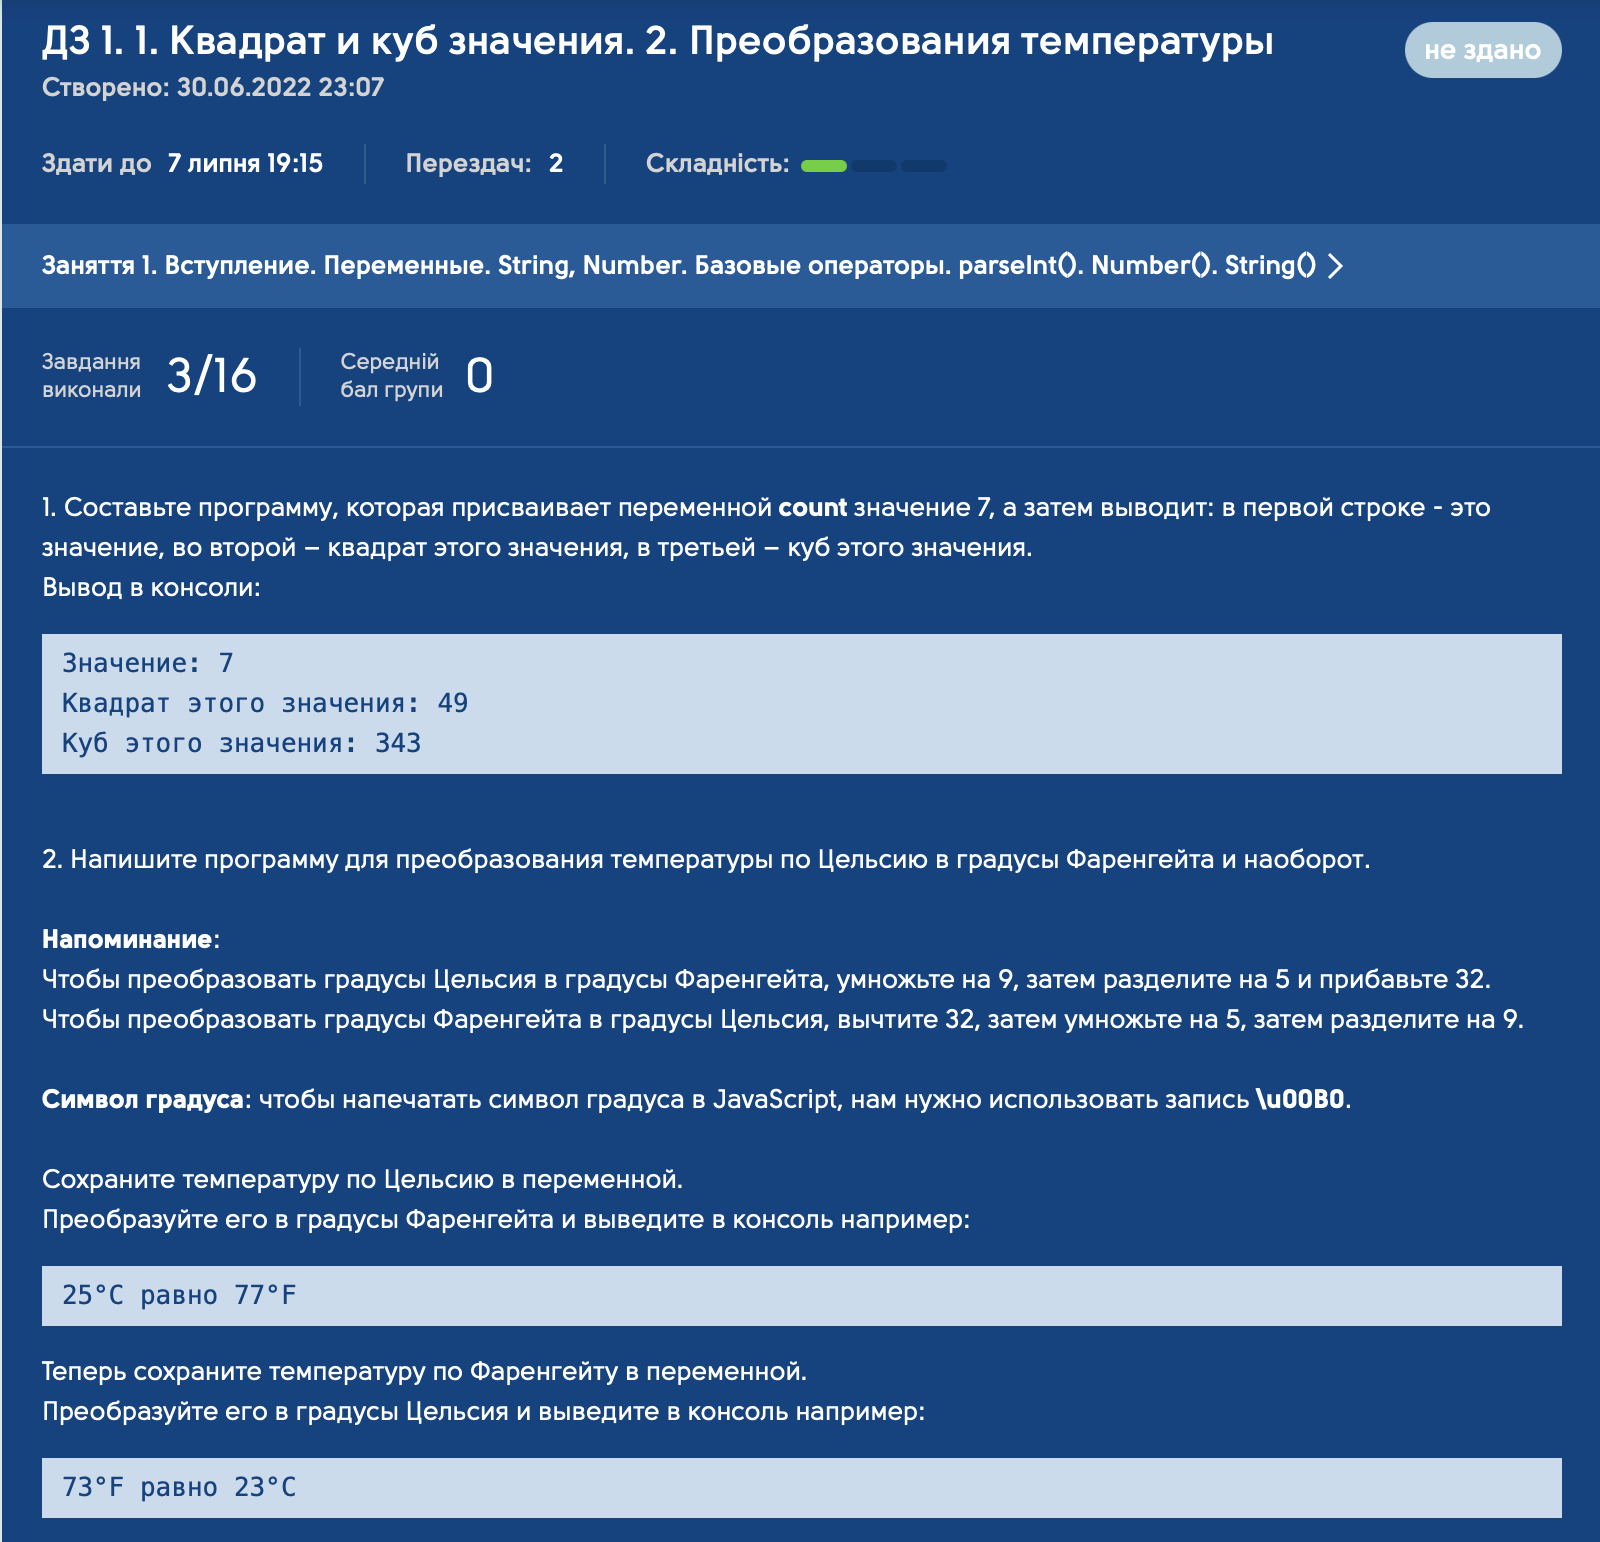 ДЗ 1. 1. Квадрат и куб значения. 2. Преобразования температуры
не здано
Створено: 30.06.2022 23:07
Здати до 7 липня 19:15
Перездач: 2
Складність:
Заняття 1. Вступление. Переменные. String, Number. Базовые операторы. parseInt(). Number(). String()
Завдання виконали 3/16
Середній бал групи 0
1. Составьте программу, которая присваивает переменной count значение 7, а затем выводит: в первой строке - это
значение, во второй – квадрат этого значения, в третьей – куб этого значения.
Вывод в консоли:
Значение: 7
Квадрат этого значения: 49
Куб этого значения: 343
2. Напишите программу для преобразования температуры по Цельсию в градусы Фаренгейта и наоборот.
Напоминание:
Чтобы преобразовать градусы Цельсия в градусы Фаренгейта, умножьте на 9, затем разделите на 5 и прибавьте 32.
Чтобы преобразовать градусы Фаренгейта в градусы Цельсия, вычтите 32, затем умножьте на 5, затем разделите на 9.
Символ градуса: чтобы напечатать символ градуса в JavaScript, нам нужно использовать запись \u00B0.
Сохраните температуру по Цельсию в переменной.
Преобразуйте его в градусы Фаренгейта и выведите в консоль например:
25°C равно 77°F
Теперь сохраните температуру по Фаренгейту в переменной.
Преобразуйте его в градусы Цельсия и выведите в консоль например:
73°F равно 23°C